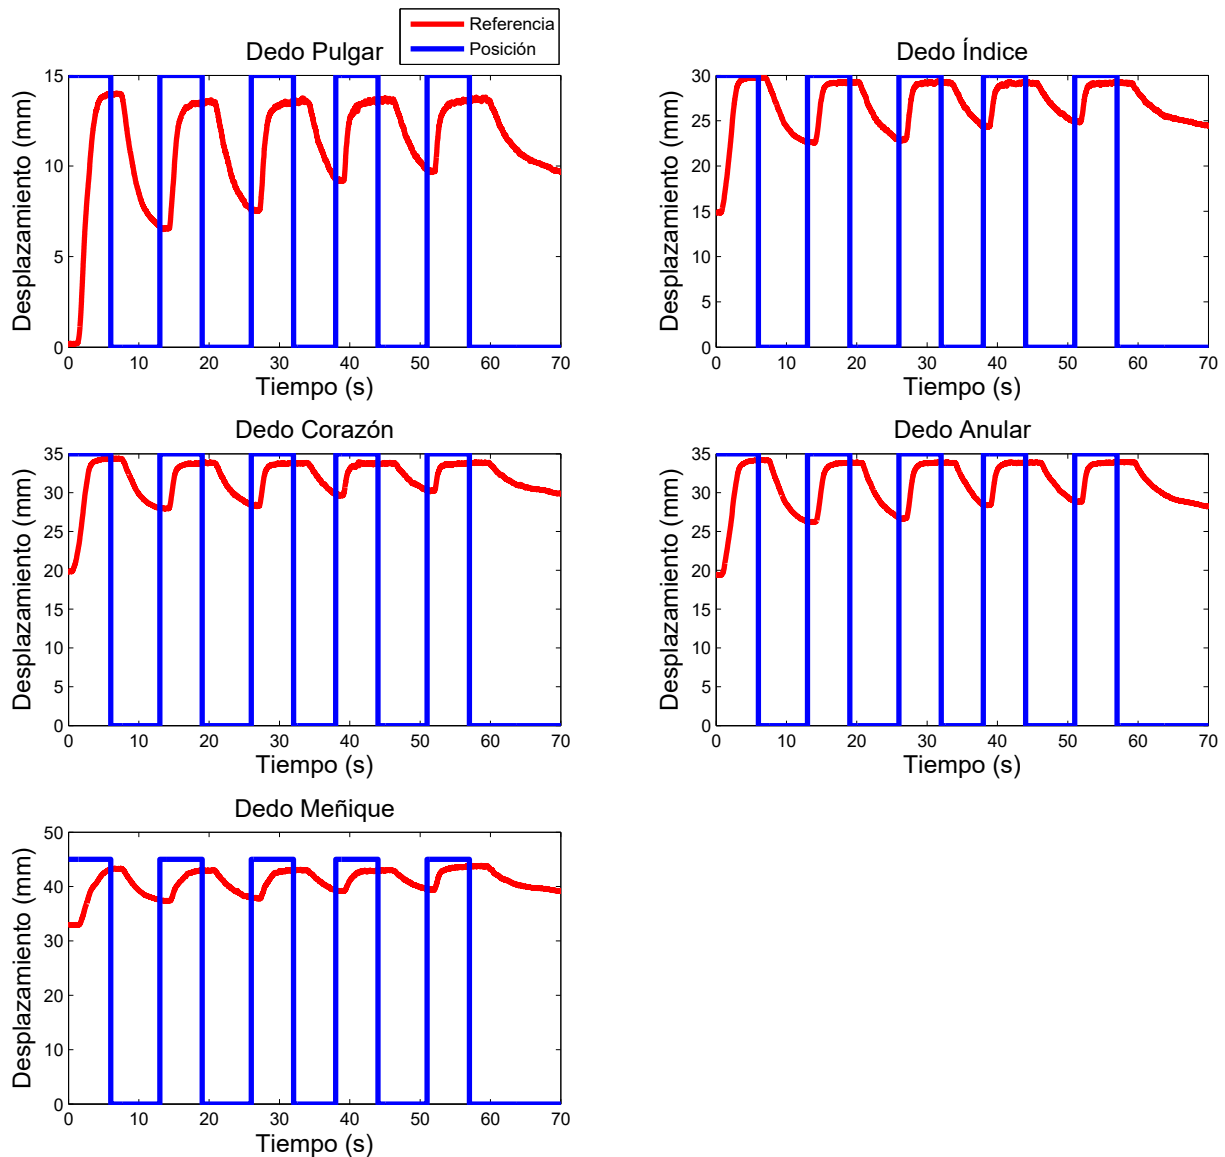 Referencia
Posición
Dedo Pulgar
Desplazamiento (mm)
15
10
5
0
0 10 20 30 40 50 60 70
Tiempo (s)
Dedo Índice
Desplazamiento (mm)
30
25
20
15
10
5
0
0 10 20 30 40 50 60 70
Tiempo (s)
Dedo Corazón
Desplazamiento (mm)
35
30
25
20
15
10
5
0
0 10 20 30 40 50 60 70
Tiempo (s)
Dedo Anular
Desplazamiento (mm)
35
30
25
20
15
10
5
0
0 10 20 30 40 50 60 70
Tiempo (s)
Dedo Meñique
Desplazamiento (mm)
50
40
30
20
10
0
0 10 20 30 40 50 60 70
Tiempo (s)